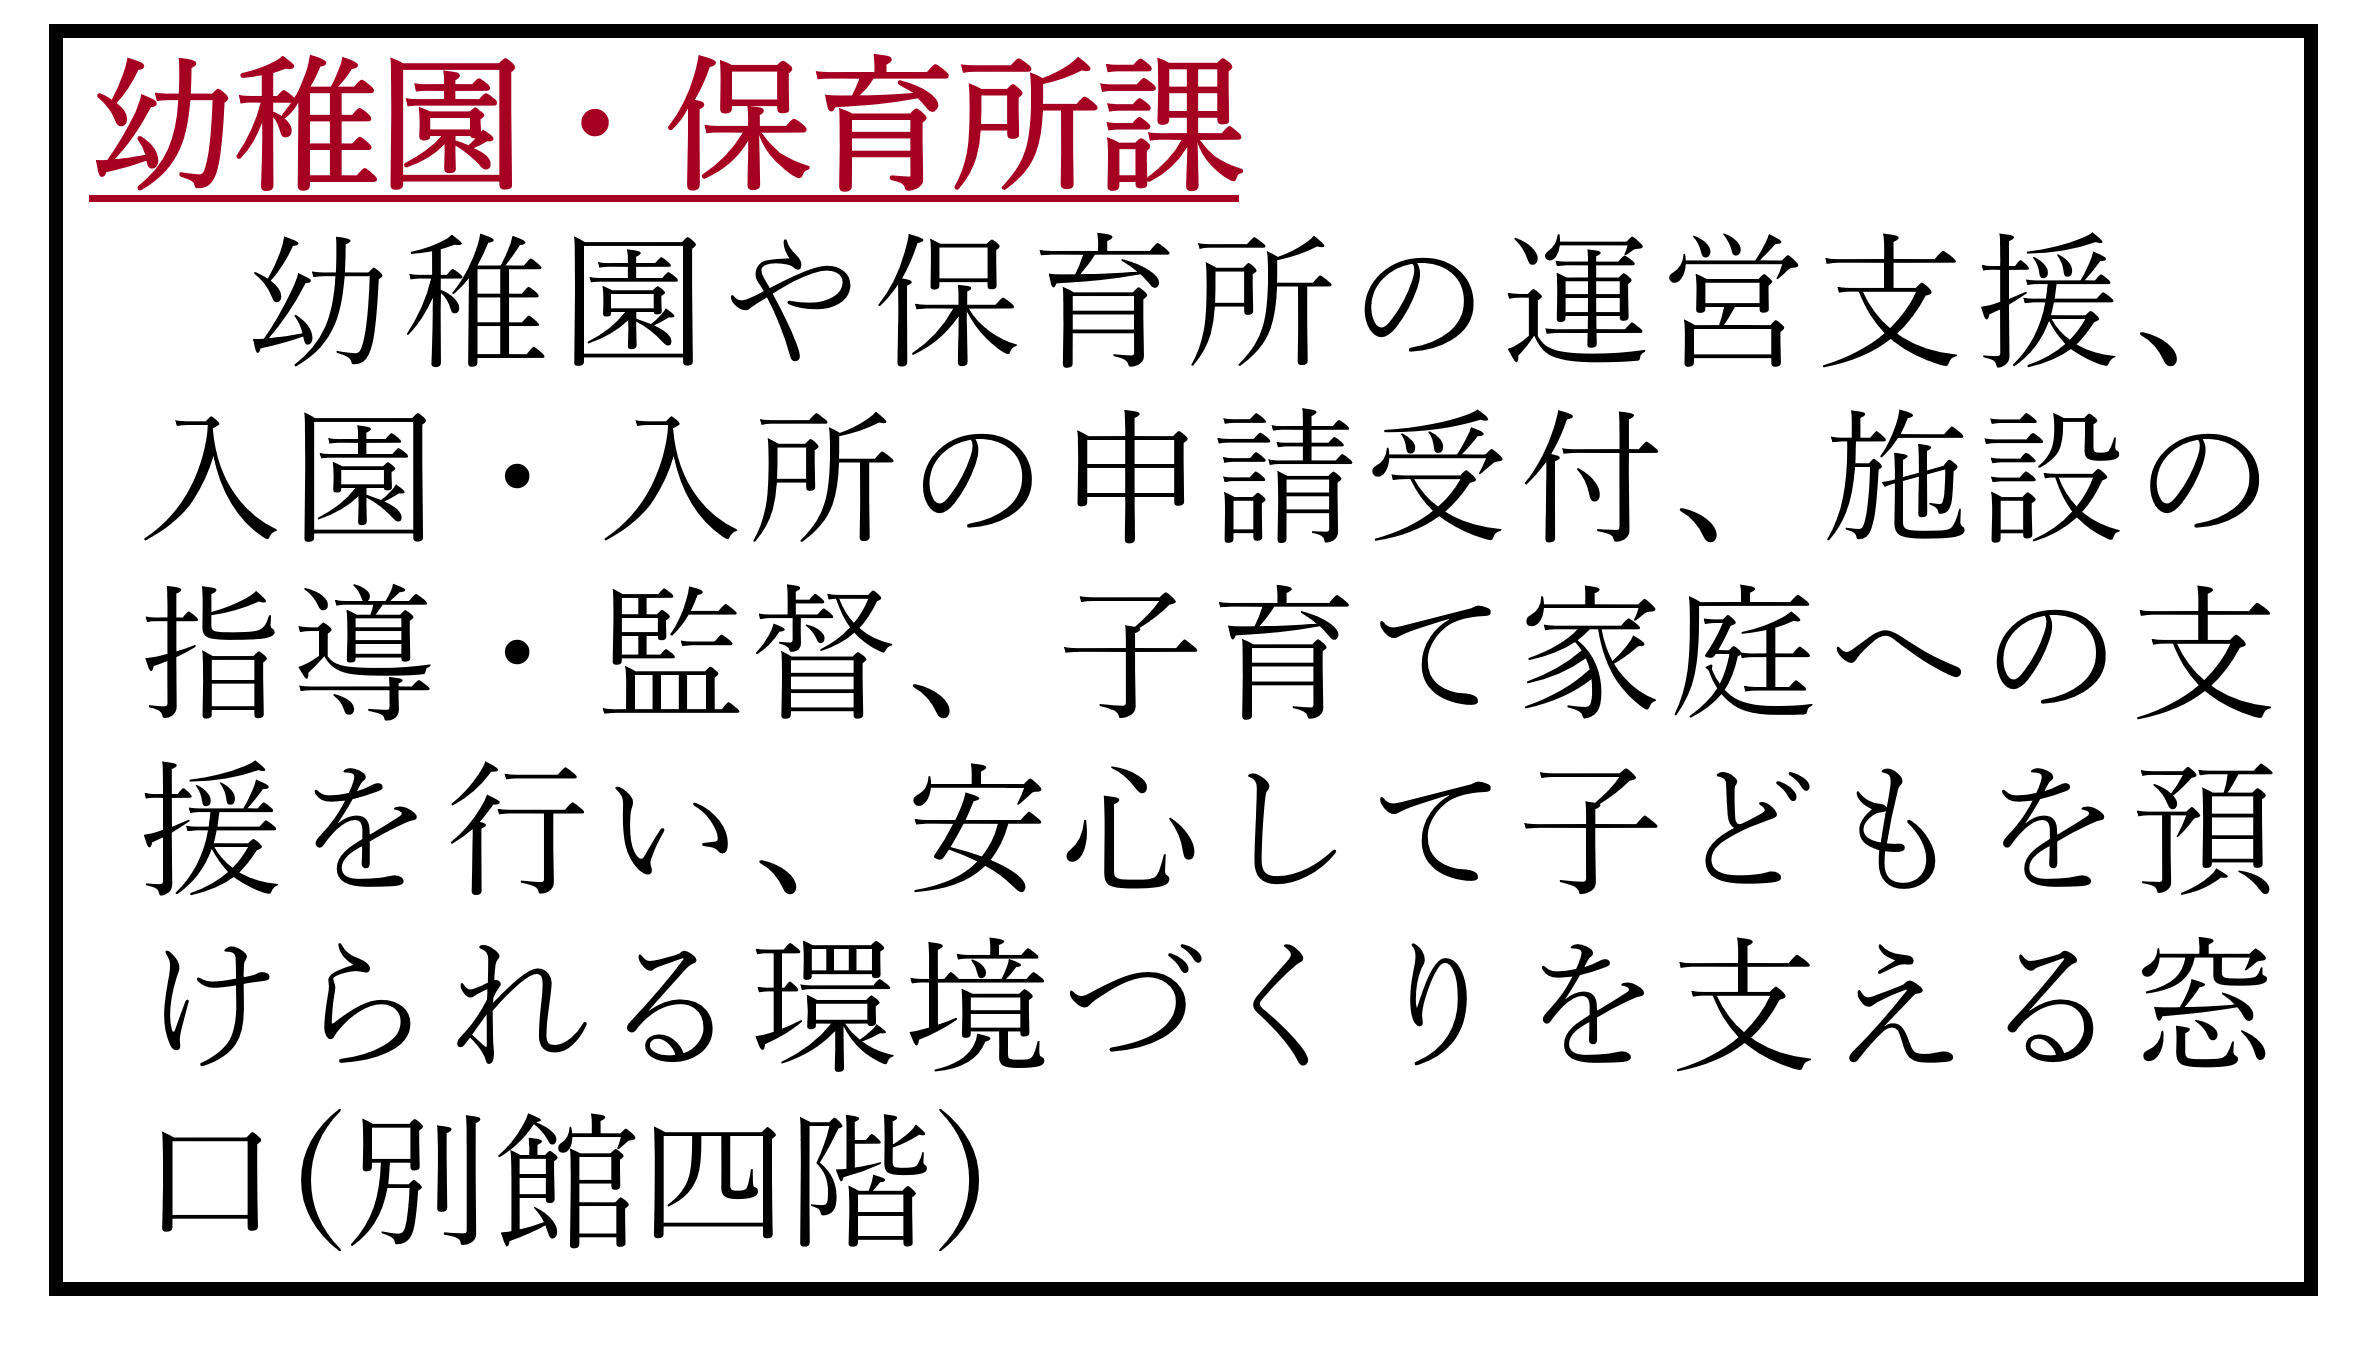 幼稚園・保育所課
幼稚園や保育所の運営支援、
入園・入所の申請受付、施設の
指導・監督、子育て家庭への支
援を行い、安心して子どもを預
けられる環境づくりを支える窓
口(別館四階)